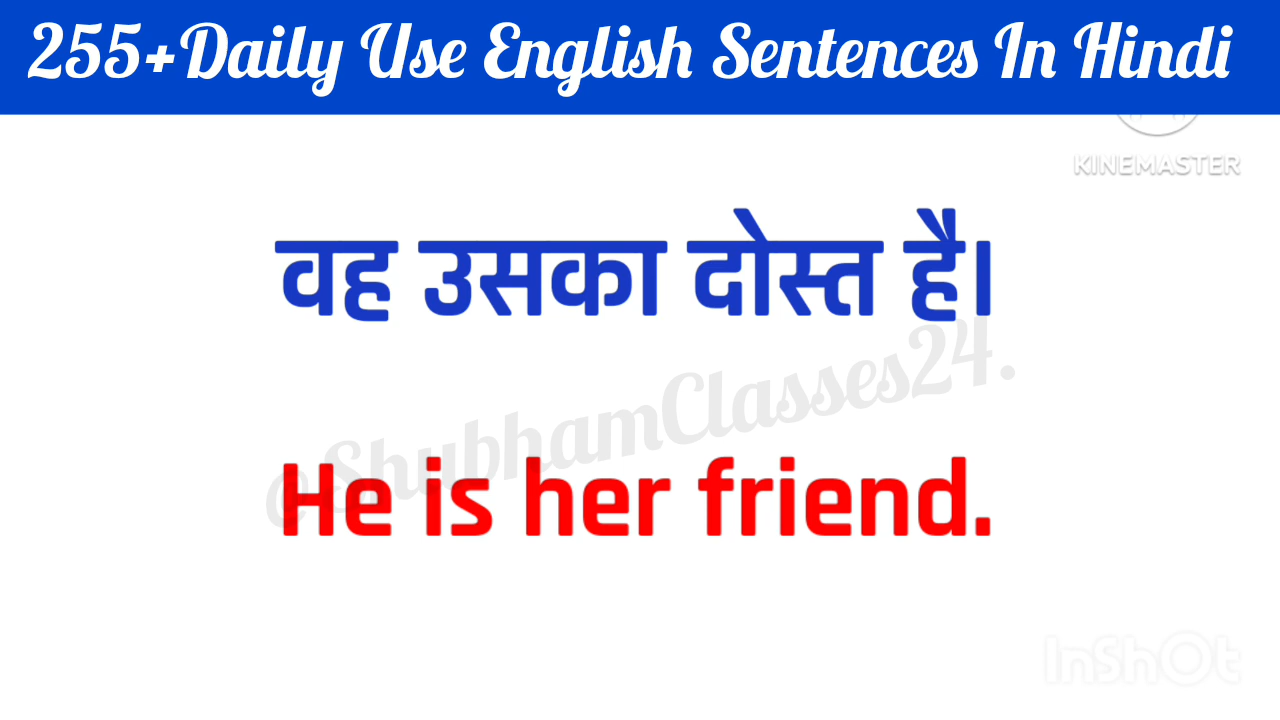 255+Daily Use English Sentences In Hindi
KINEMASTER
वह उसका दोस्त है।
@ShubhamClasses24.
He is her friend.
InShOt